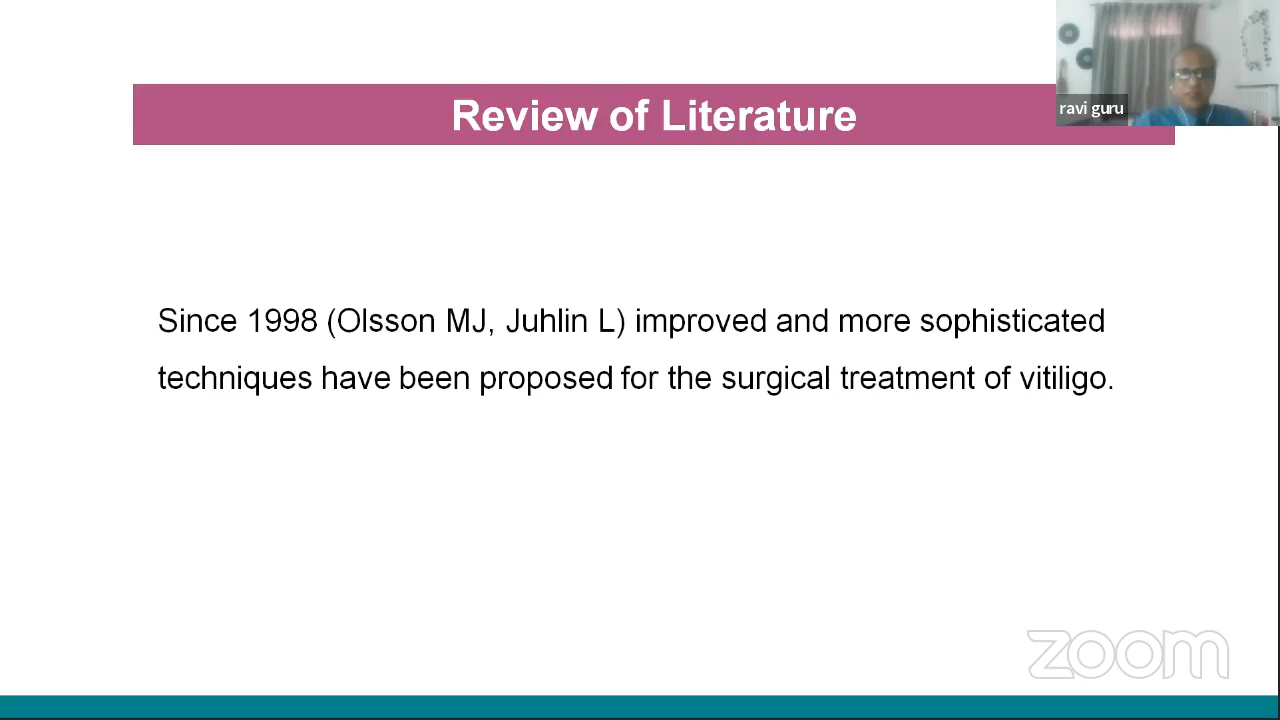 Review of Literature
ravi guru
Since 1998 (Olsson MJ, Juhlin L) improved and more sophisticated
techniques have been proposed for the surgical treatment of vitiligo.
zoom